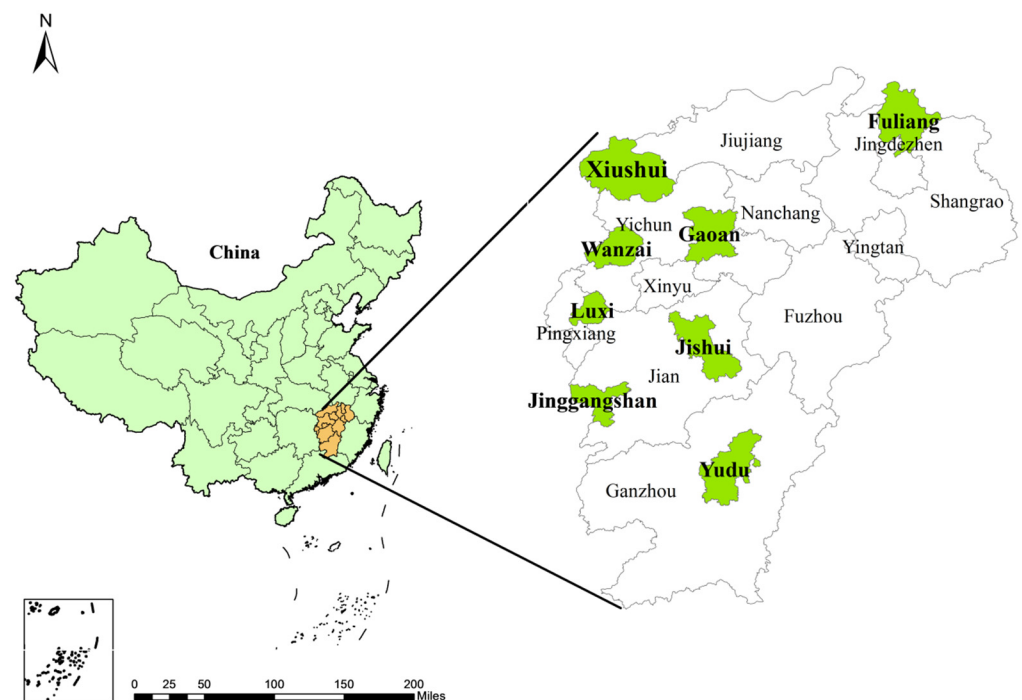 N
China
Jiujiang
Fuliang
Jingdezhen
Xiushui
Shangrao
Nanchang
Yichun
Gaoan
Wanzai
Yingtan
Xinyu
Luxi
Pingxiang
Fuzhou
Jishui
Jian
Jinggangshan
Yudu
Ganzhou
0 25 50 100 150 200
Miles